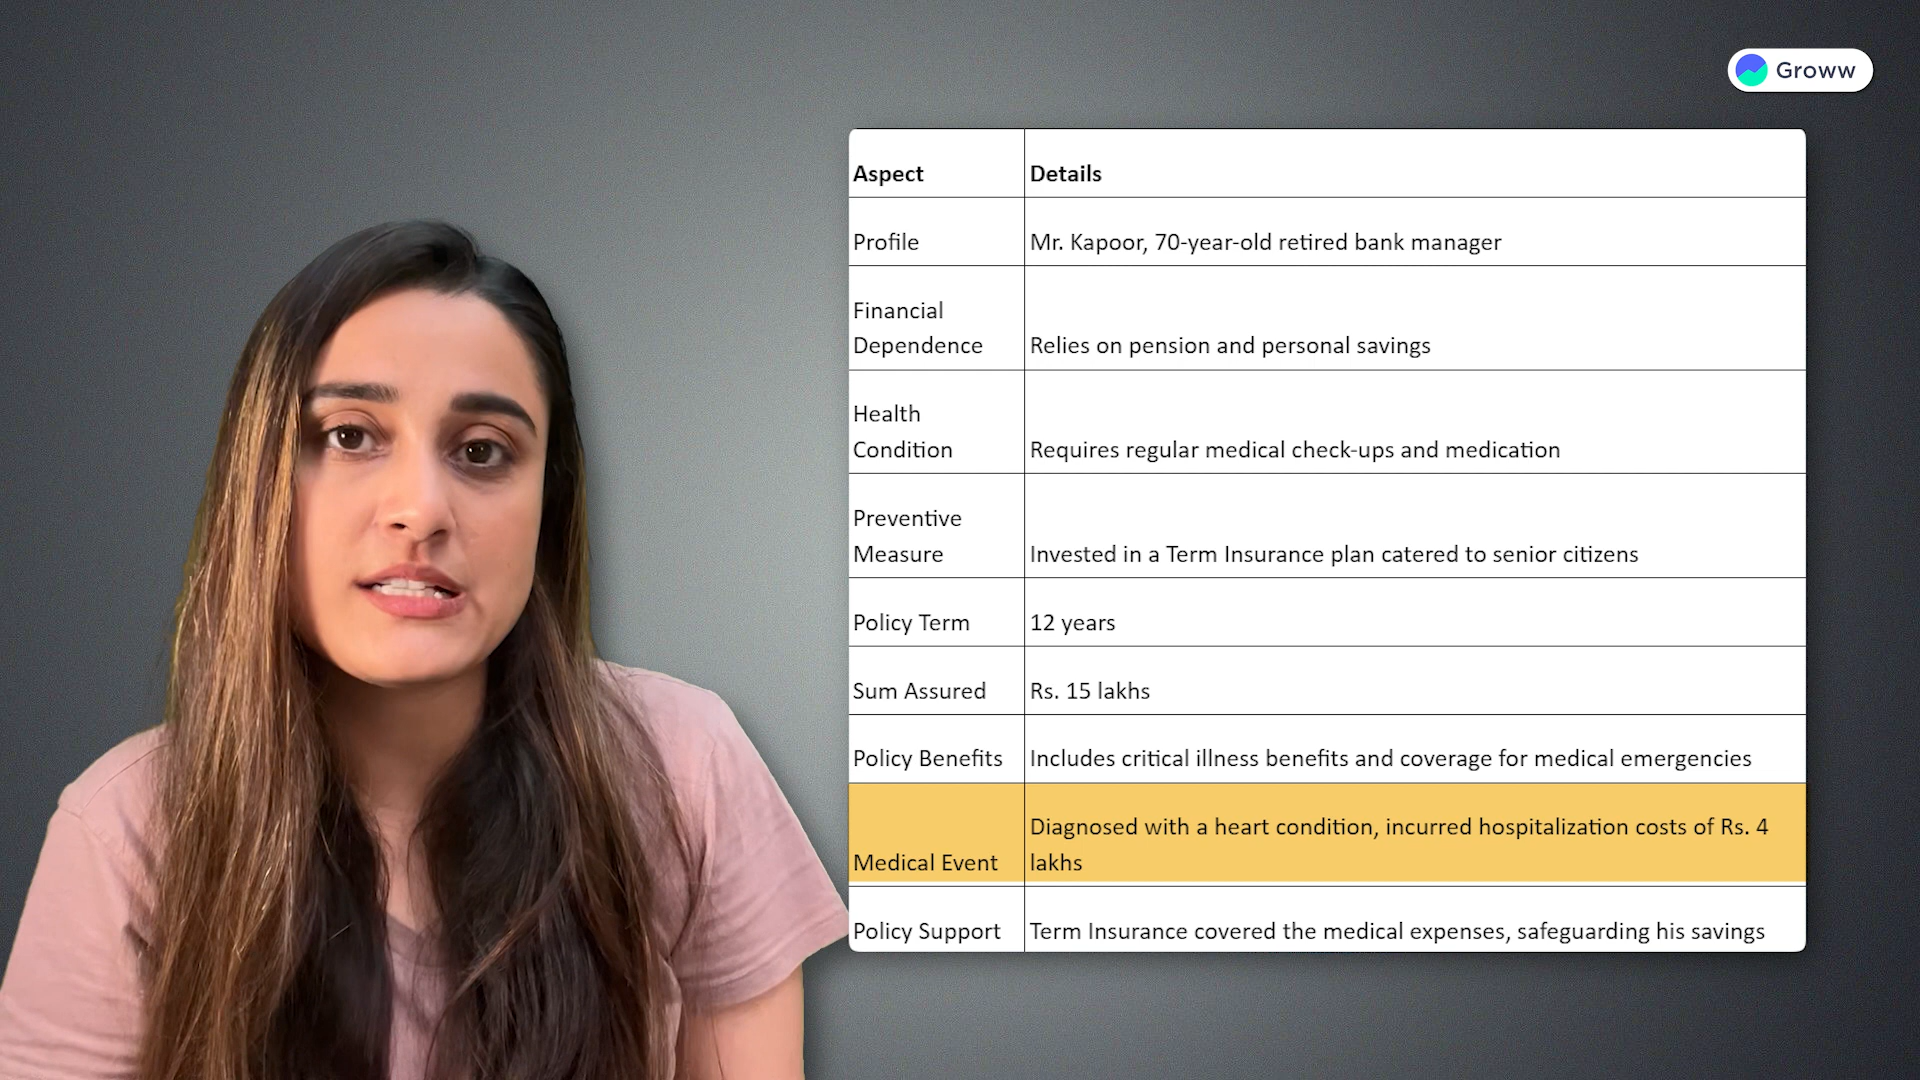 Groww
Aspect Details
Profile Mr. Kapoor, 70-year-old retired bank manager
Financial
Dependence Relies on pension and personal savings
Health
Condition Requires regular medical check-ups and medication
Preventive
Measure Invested in a Term Insurance plan catered to senior citizens
Policy Term 12 years
Sum Assured Rs. 15 lakhs
Policy Benefits Includes critical illness benefits and coverage for medical emergencies
Diagnosed with a heart condition, incurred hospitalization costs of Rs. 4
Medical Event lakhs
Policy Support Term Insurance covered the medical expenses, safeguarding his savings